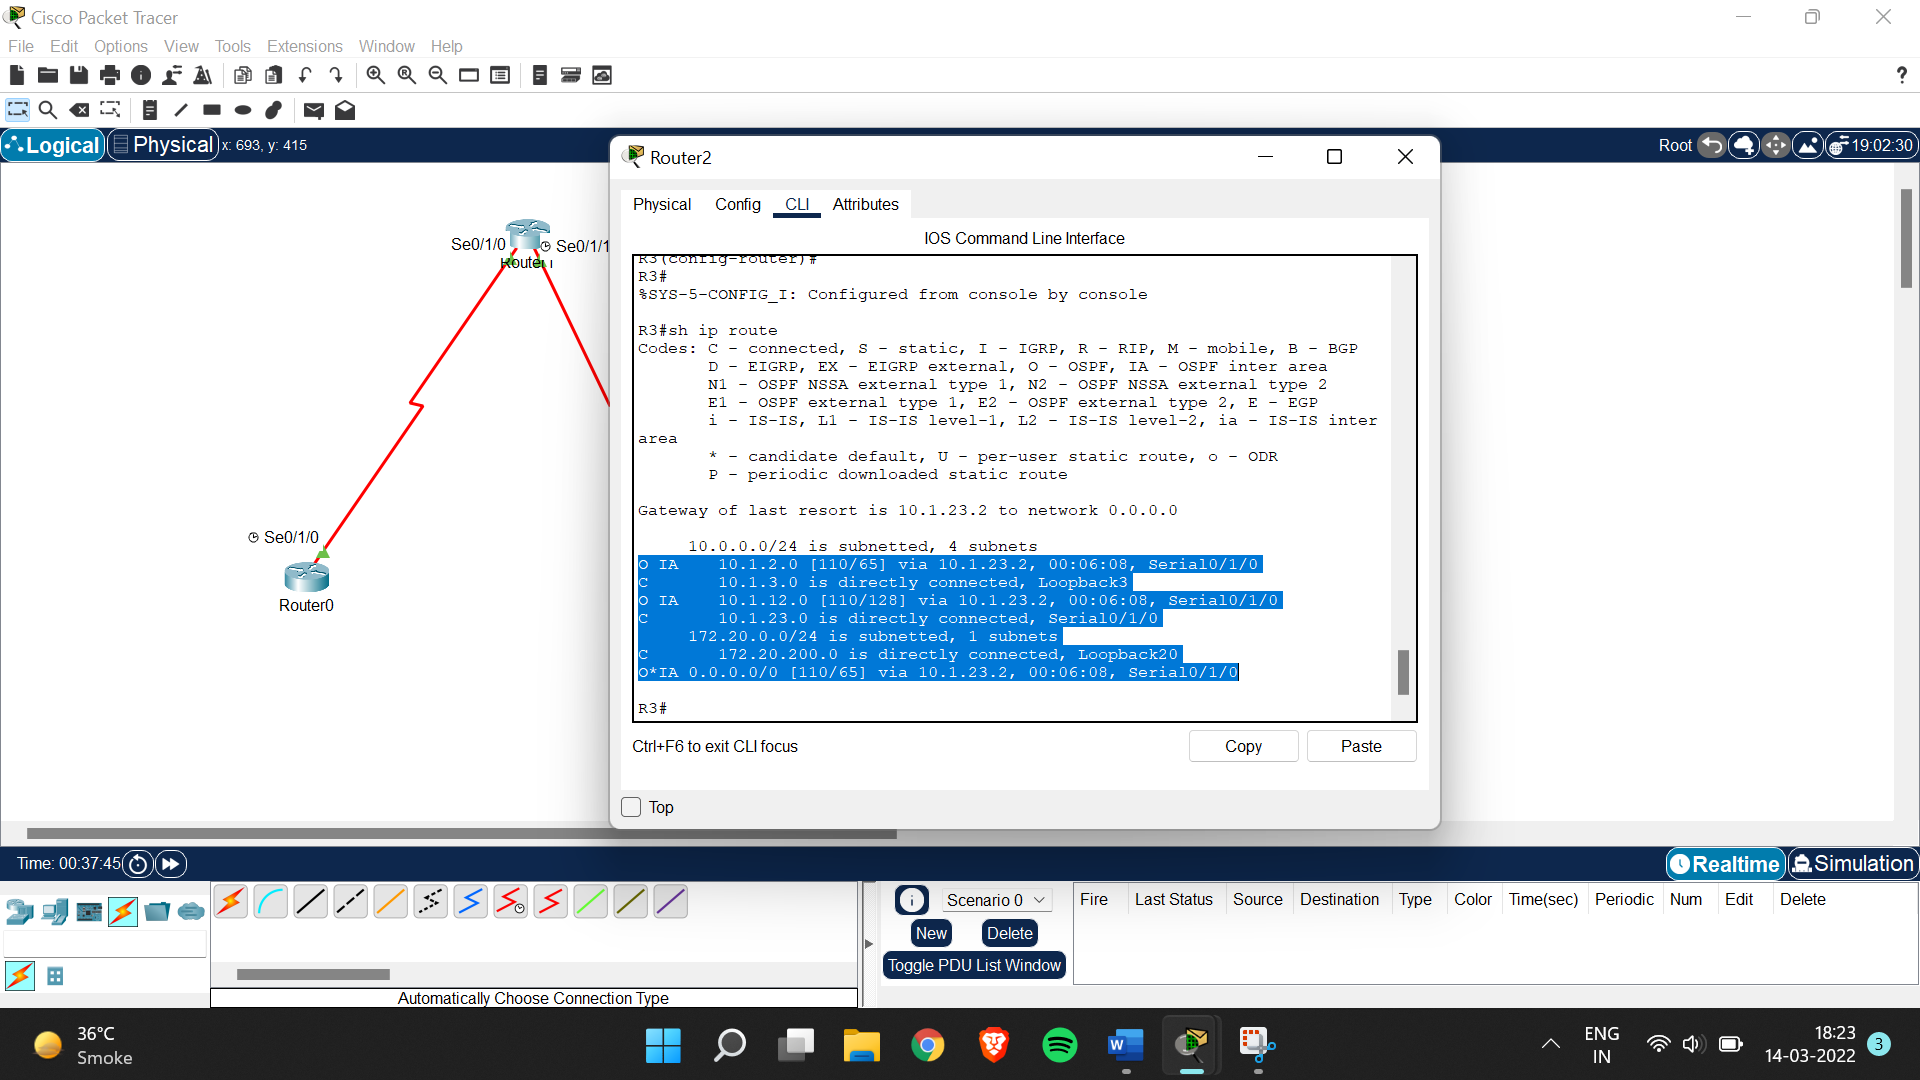 Cisco Packet Tracer
File Edit Options View Tools Extensions Window Help
?
Logical Physical x: 693, y: 415
Root 19:02:30
Se0/1/0 Se0/1/1
Router1
Se0/1/0
Router0
Router2
Physical Config CLI Attributes
IOS Command Line Interface
R3(config-router)#
R3#
%SYS-5-CONFIG_I: Configured from console by console
R3#sh ip route
Codes: C - connected, S - static, I - IGRP, R - RIP, M - mobile, B - BGP
D - EIGRP, EX - EIGRP external, O - OSPF, IA - OSPF inter area
N1 - OSPF NSSA external type 1, N2 - OSPF NSSA external type 2
E1 - OSPF external type 1, E2 - OSPF external type 2, E - EGP
i - IS-IS, L1 - IS-IS level-1, L2 - IS-IS level-2, ia - IS-IS inter
area
* - candidate default, U - per-user static route, o - ODR
P - periodic downloaded static route
Gateway of last resort is 10.1.23.2 to network 0.0.0.0
10.0.0.0/24 is subnetted, 4 subnets
O IA 10.1.2.0 [110/65] via 10.1.23.2, 00:06:08, Serial0/1/0
C 10.1.3.0 is directly connected, Loopback3
O IA 10.1.12.0 [110/128] via 10.1.23.2, 00:06:08, Serial0/1/0
C 10.1.23.0 is directly connected, Serial0/1/0
172.20.0.0/24 is subnetted, 1 subnets
C 172.20.200.0 is directly connected, Loopback20
O*IA 0.0.0.0/0 [110/65] via 10.1.23.2, 00:06:08, Serial0/1/0
R3#
Ctrl+F6 to exit CLI focus
Copy Paste
Top
Time: 00:37:45
Realtime Simulation
Scenario 0
New Delete
Toggle PDU List Window
Fire Last Status Source Destination Type Color Time(sec) Periodic Num Edit Delete
Automatically Choose Connection Type
36°C
Smoke
ENG
IN
18:23
14-03-2022
3